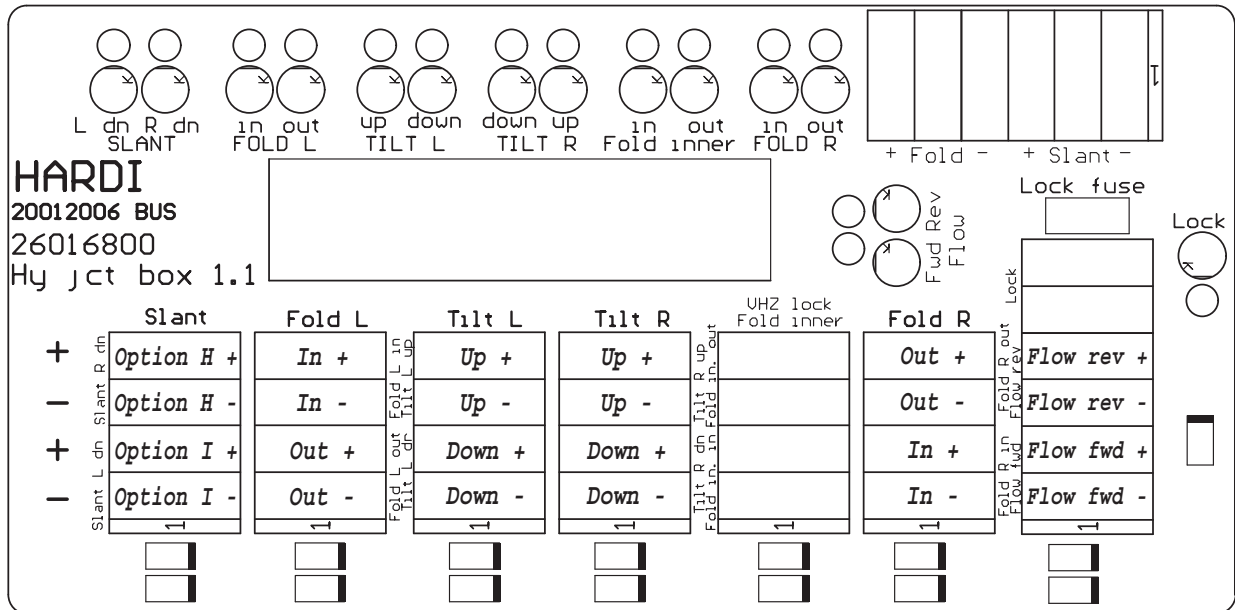 L dn R dn
SLANT
in out
FOLD L
up down
TILT L
down up
TILT R
in out
Fold inner
in out
FOLD R
K K K K K K K K K K K K
1
+ Fold -
+ Slant -
HARDI
20012006 BUS
26016800
Hy jct box 1.1
K
K
Fwd Rev
Flow
Lock fuse
Lock
K
Lock
Slant
Fold L
Tilt L
Tilt R
VHZ lock
Fold inner
Fold R
+
-
+
-
Slant R dn
Slant L dn
Option H +
Option H -
Option I +
Option I -
1
In +
In -
Out +
Out -
1
Fold L in
Tilt L up
Fold L out
Tilt L dn
Up +
Up -
Down +
Down -
1
Up +
Up -
Down +
Down -
1
Tilt R up
Fold in. out
Tilt R dn
Fold in. in
1
Out +
Out -
In +
In -
1
Fold R out
Flow rev
Fold R in
Flow fwd
Flow rev +
Flow rev -
Flow fwd +
Flow fwd -
1